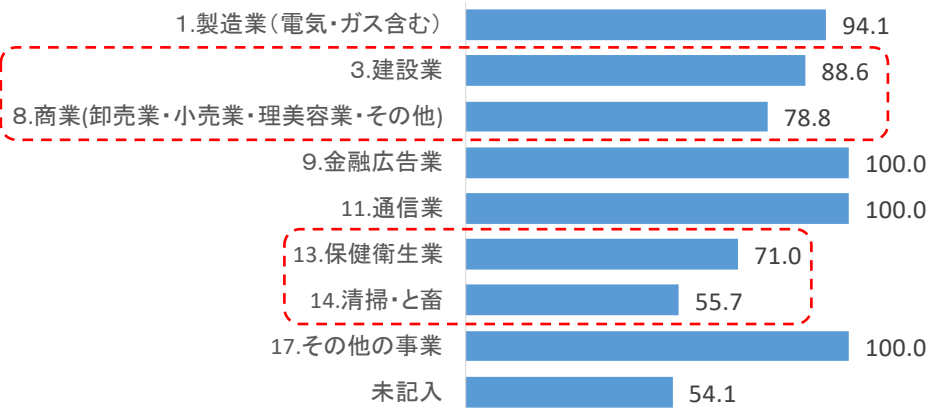 1.製造業（電気・ガス含む） 94.1
3.建設業 88.6
8.商業(卸売業・小売業・理美容業・その他) 78.8
9.金融広告業 100.0
11.通信業 100.0
13.保健衛生業 71.0
14.清掃・と畜 55.7
17.その他の事業 100.0
未記入 54.1